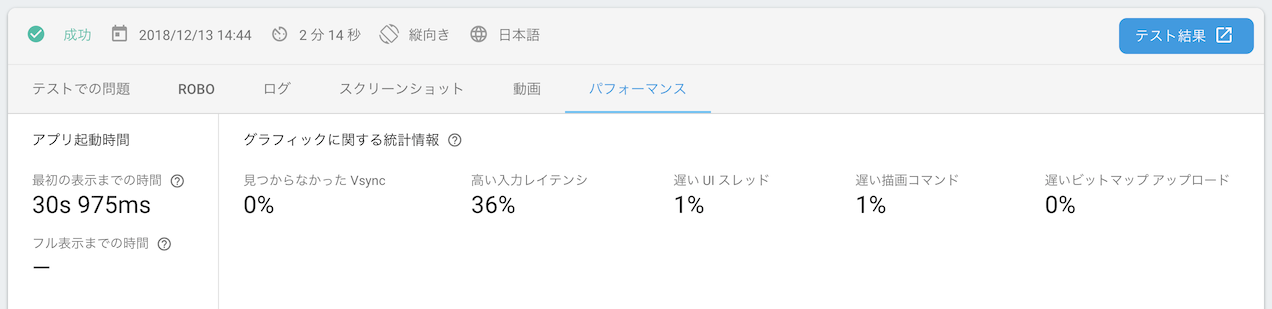 成功 2018/12/13 14:44 2 分 14 秒 縦向き 日本語 テスト結果
テストでの問題 ROBO ログ スクリーンショット 動画 パフォーマンス
アプリ起動時間
最初の表示までの時間
30s 975ms
フル表示までの時間
—
グラフィックに関する統計情報
見つからなかった Vsync 高い入力レイテンシ 遅い UI スレッド 遅い描画コマンド 遅いビットマップ アップロード
0% 36% 1% 1% 0%